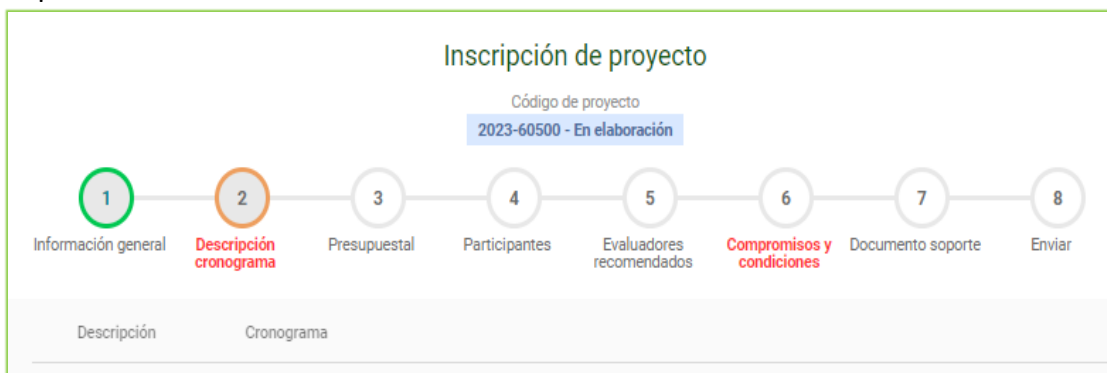 Inscripción de proyecto
Código de proyecto
2023-60500 - En elaboración
1 2 3 4 5 6 7 8
Información general Descripción cronograma Presupuestal Participantes Evaluadores recomendados Compromisos y condiciones Documento soporte Enviar
Descripción Cronograma